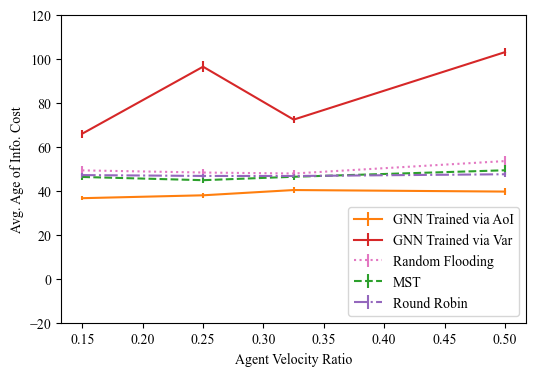 120
100
80
60
40
20
0
−20
Avg. Age of Info. Cost
0.15
0.20
0.25
0.30
0.35
0.40
0.45
0.50
Agent Velocity Ratio
GNN Trained via AoI
GNN Trained via Var
Random Flooding
MST
Round Robin